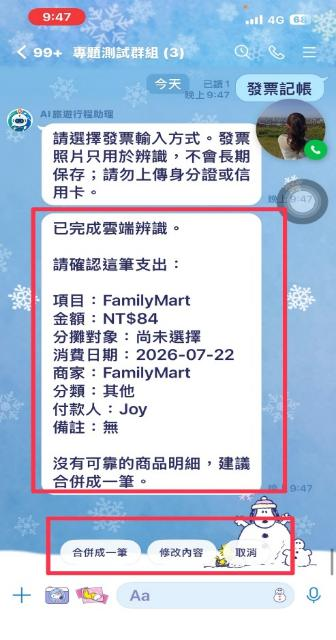 9:47
4G 68
99+ 專題測試群組 (3)
今天
已讀 1
晚上 9:47
發票記帳
AI旅遊行程助理
請選擇發票輸入方式。發票
照片只用於辨識，不會長期
保存；請勿上傳身分證或信
用卡。
晚上 9:47
已完成雲端辨識。
請確認這筆支出：
項目：FamilyMart
金額：NT$84
分攤對象：尚未選擇
消費日期：2026-07-22
商家：FamilyMart
分類：其他
付款人：Joy
備註：無
沒有可靠的商品明細，建議
合併成一筆。
晚上 9:47
合併成一筆
修改內容
取消
Aa